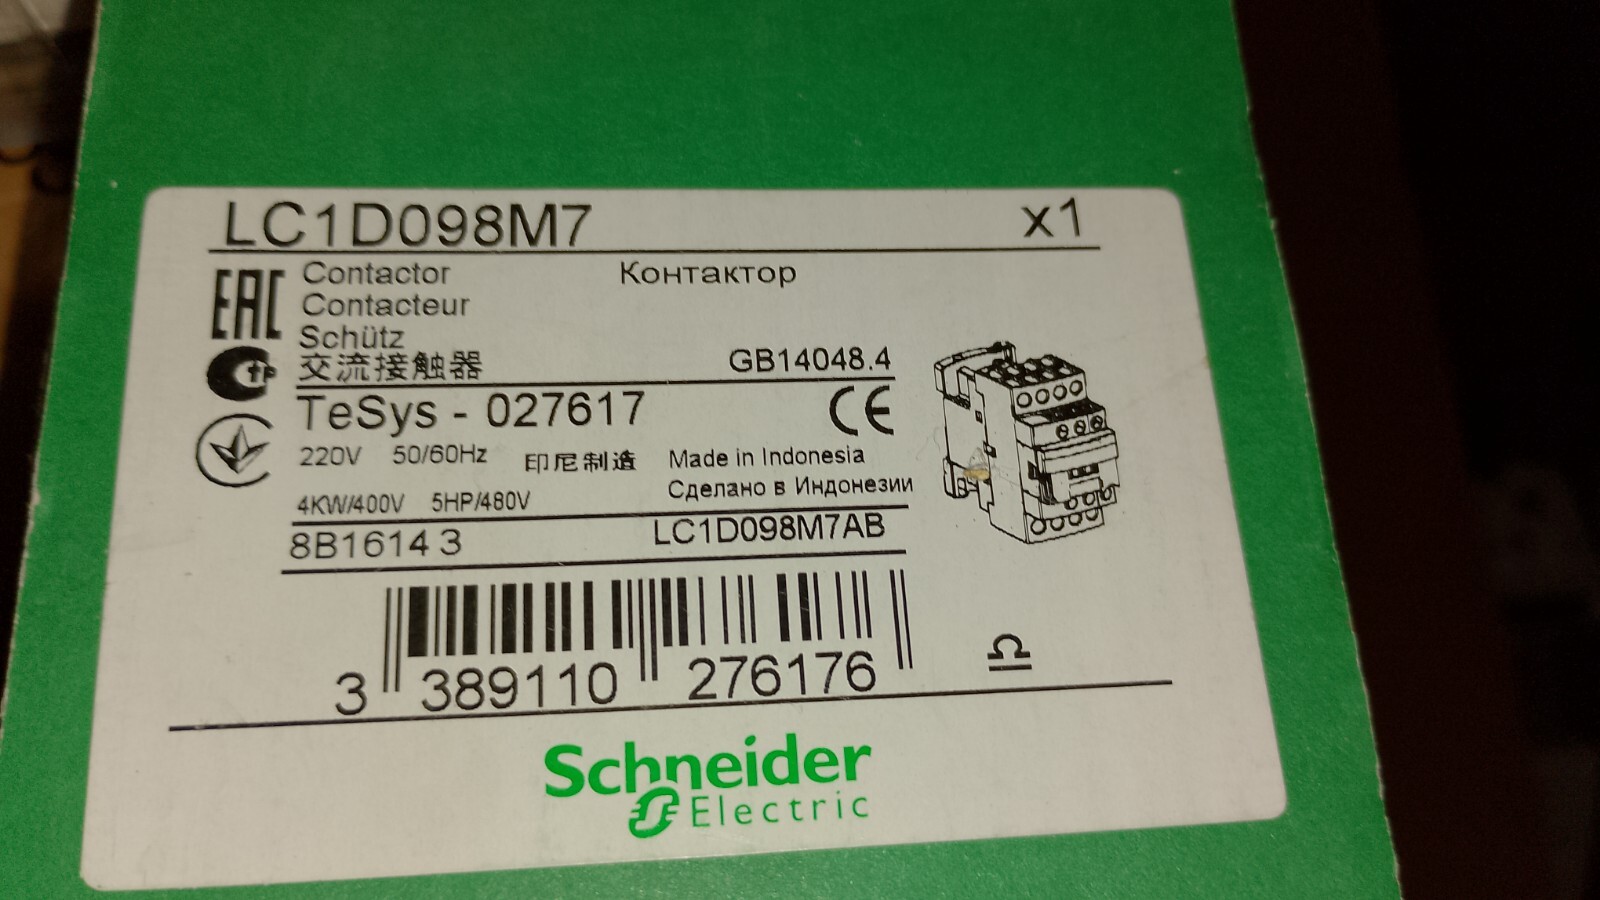 LC1D098M7 x1
EAC Contactor Контактор
Contacteur
Schütz
交流接触器 GB14048.4
TeSys - 027617 CE
220V 50/60Hz 印尼制造 Made in Indonesia
Сделано в Индонезии
4KW/400V 5HP/480V
8B1614 3 LC1D098M7AB
3 389110 276176
Schneider
Electric